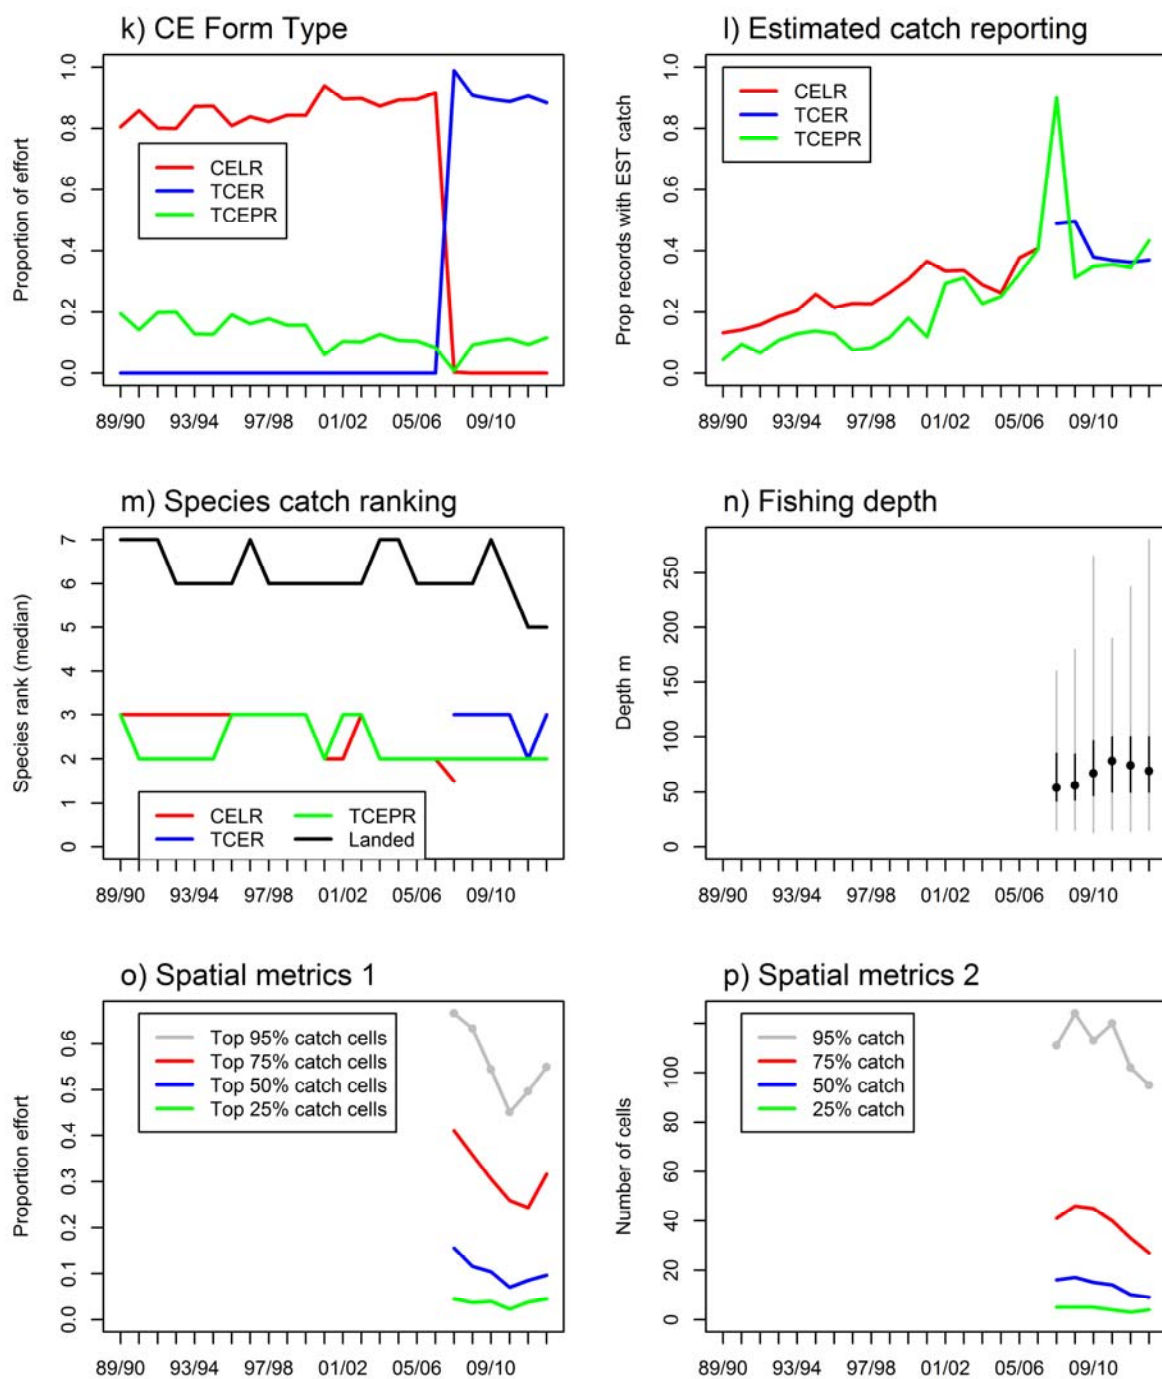 k) CE Form Type
Proportion of effort
1.0
0.8
0.6
0.4
0.2
0.0
CELR
TCER
TCEPR
89/90 93/94 97/98 01/02 05/06 09/10
l) Estimated catch reporting
Prop records with EST catch
1.0
0.8
0.6
0.4
0.2
0.0
CELR
TCER
TCEPR
89/90 93/94 97/98 01/02 05/06 09/10
m) Species catch ranking
Species rank (median)
7
6
5
4
3
2
1
0
CELR TCEPR
TCER Landed
89/90 93/94 97/98 01/02 05/06 09/10
n) Fishing depth
Depth m
250
200
150
100
50
0
89/90 93/94 97/98 01/02 05/06 09/10
o) Spatial metrics 1
Proportion effort
0.6
0.5
0.4
0.3
0.2
0.1
0.0
Top 95% catch cells
Top 75% catch cells
Top 50% catch cells
Top 25% catch cells
89/90 93/94 97/98 01/02 05/06 09/10
p) Spatial metrics 2
Number of cells
100
80
60
40
20
0
95% catch
75% catch
50% catch
25% catch
89/90 93/94 97/98 01/02 05/06 09/10